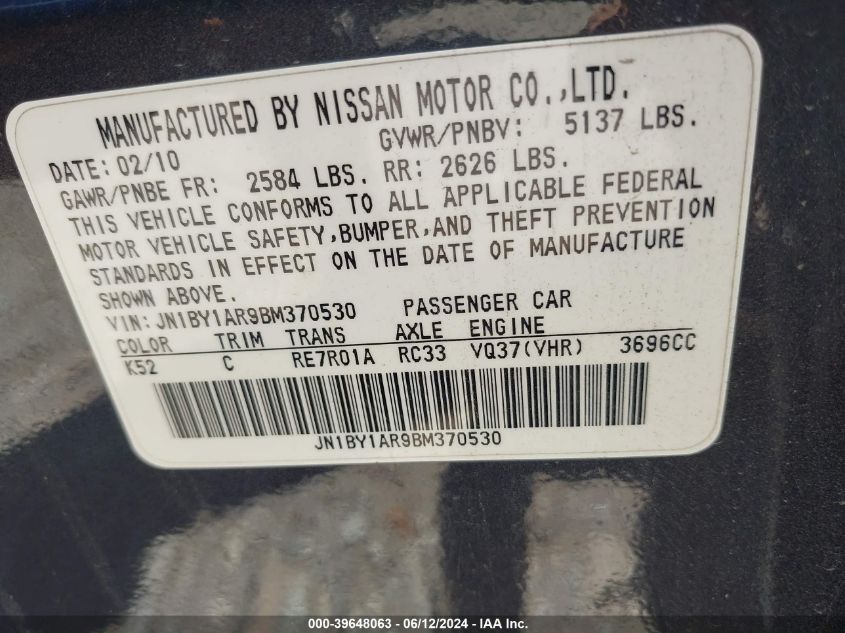 MANUFACTURED BY NISSAN MOTOR CO.,LTD.
DATE: 02/10 GVWR/PNBV: 5137 LBS.
GAWR/PNBE FR: 2584 LBS. RR: 2626 LBS.
THIS VEHICLE CONFORMS TO ALL APPLICABLE FEDERAL
MOTOR VEHICLE SAFETY,BUMPER,AND THEFT PREVENTION
STANDARDS IN EFFECT ON THE DATE OF MANUFACTURE
SHOWN ABOVE.
VIN: JN1BY1AR9BM370530 PASSENGER CAR
COLOR TRIM TRANS AXLE ENGINE
K52 C RE7R01A RC33 VQ37(VHR) 3696CC
JN1BY1AR9BM370530
000-39648063 - 06/12/2024 - IAA Inc.